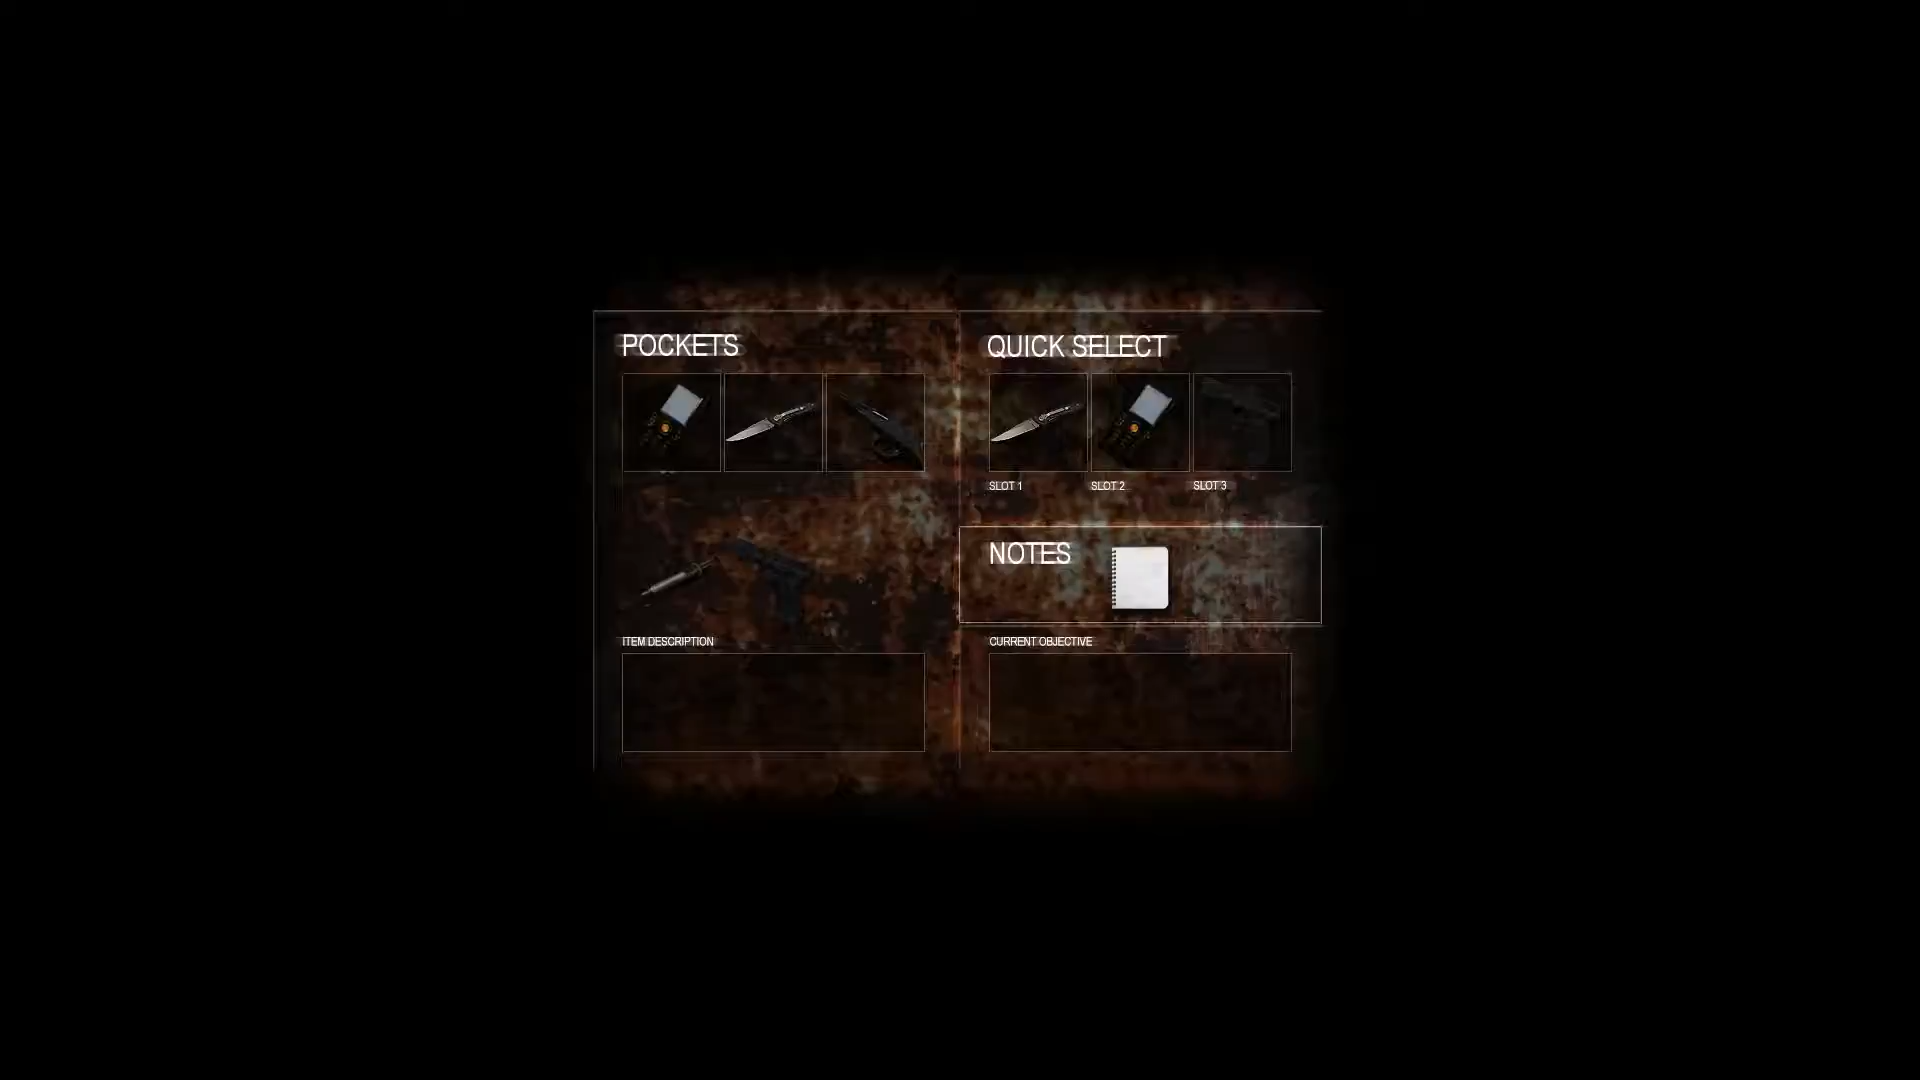 POCKETS
QUICK SELECT
SLOT 1
SLOT 2
SLOT 3
NOTES
ITEM DESCRIPTION
CURRENT OBJECTIVE